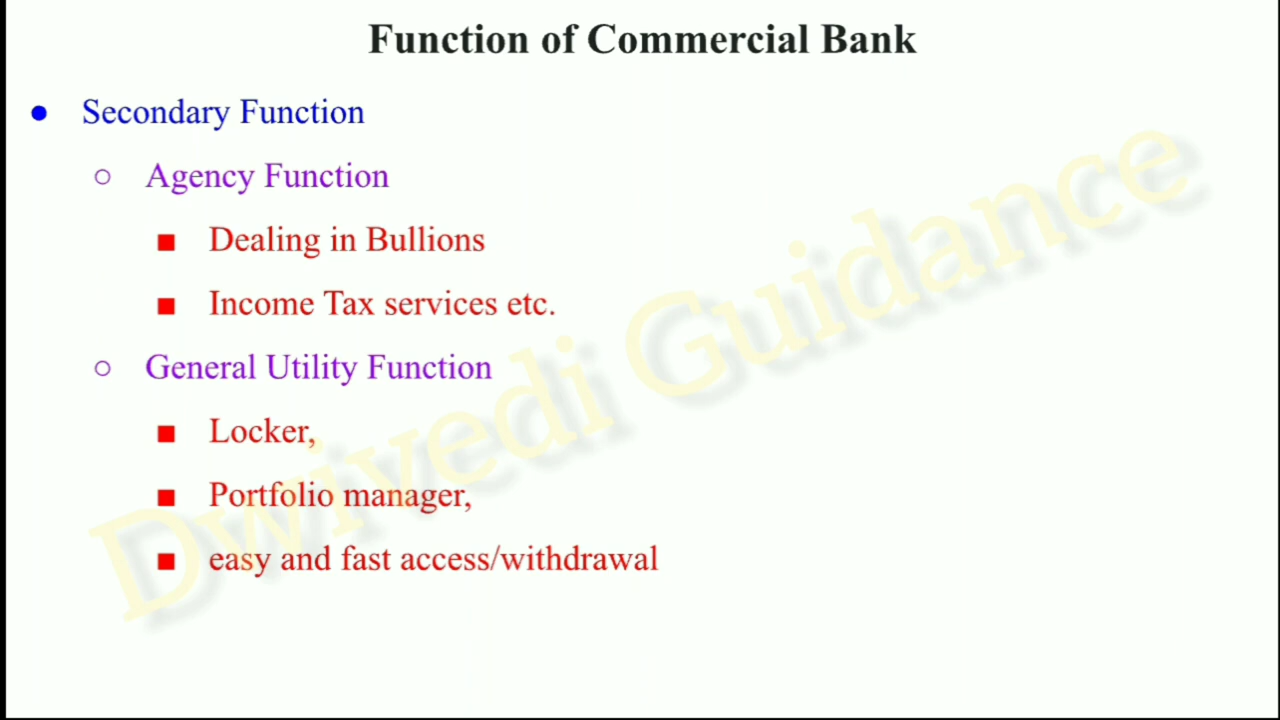 Function of Commercial Bank
● Secondary Function
○ Agency Function
■ Dealing in Bullions
■ Income Tax services etc.
○ General Utility Function
■ Locker,
■ Portfolio manager,
■ easy and fast access/withdrawal
Dwivedi Guidance